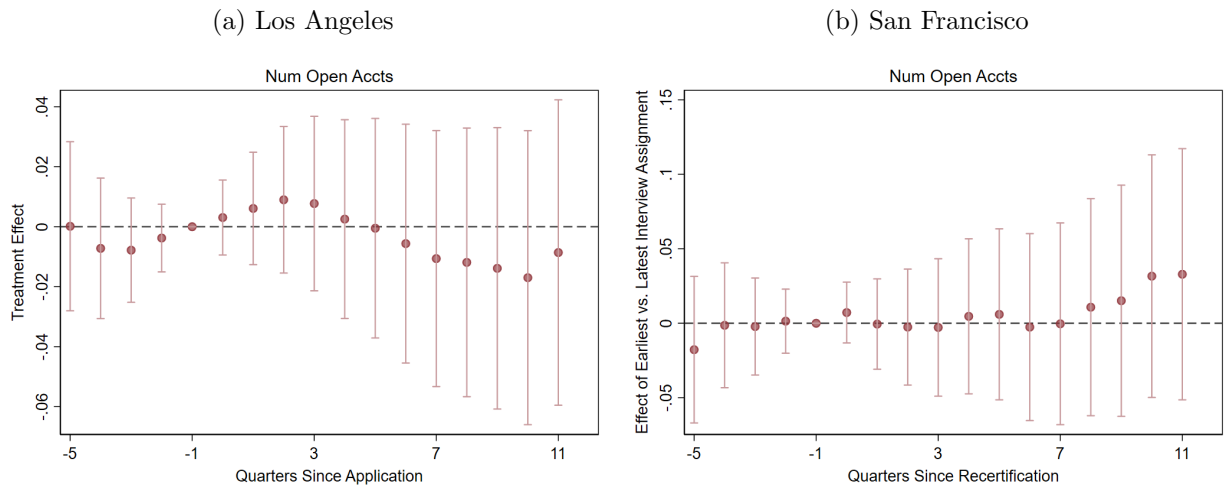 (a) Los Angeles
(b) San Francisco
Num Open Accts
Treatment Effect
.04
.02
0
-.02
-.04
-.06
-5
-1
3
7
11
Quarters Since Application
Num Open Accts
Effect of Earliest vs. Latest Interview Assignment
.15
.1
.05
0
-.05
-5
-1
3
7
11
Quarters Since Recertification